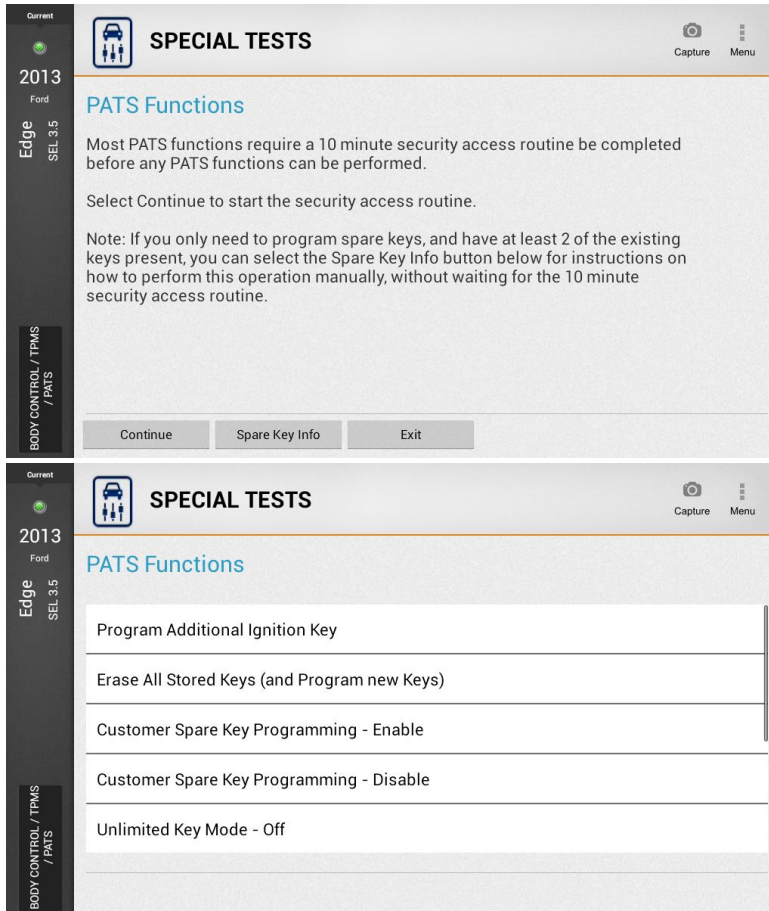 Current
SPECIAL TESTS
Capture
Menu
2013
Ford
Edge
SEL 3.5
BODY CONTROL / TPMS
/ PATS
PATS Functions
Most PATS functions require a 10 minute security access routine be completed
before any PATS functions can be performed.
Select Continue to start the security access routine.
Note: If you only need to program spare keys, and have at least 2 of the existing
keys present, you can select the Spare Key Info button below for instructions on
how to perform this operation manually, without waiting for the 10 minute
security access routine.
Continue
Spare Key Info
Exit
Current
SPECIAL TESTS
Capture
Menu
2013
Ford
Edge
SEL 3.5
BODY CONTROL / TPMS
/ PATS
PATS Functions
Program Additional Ignition Key
Erase All Stored Keys (and Program new Keys)
Customer Spare Key Programming - Enable
Customer Spare Key Programming - Disable
Unlimited Key Mode - Off